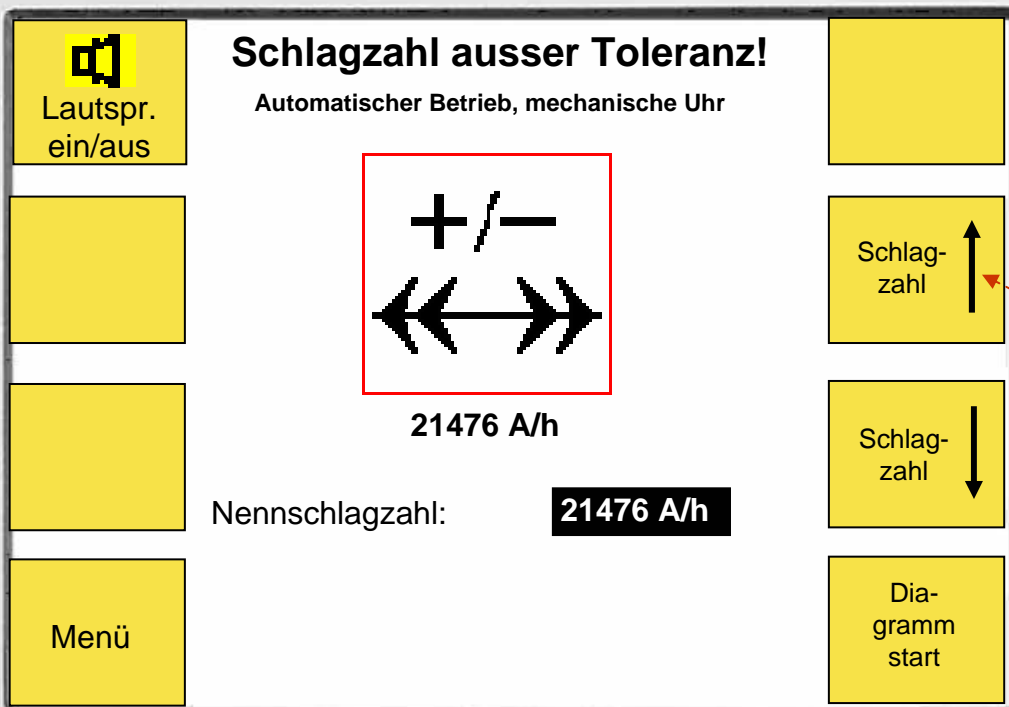 Schlagzahl ausser Toleranz!
Automatischer Betrieb, mechanische Uhr
Lautspr.
ein/aus
+/−
Schlag-
zahl
21476 A/h
Schlag-
zahl
Nennschlagzahl: 21476 A/h
Menü
Dia-
gramm
start